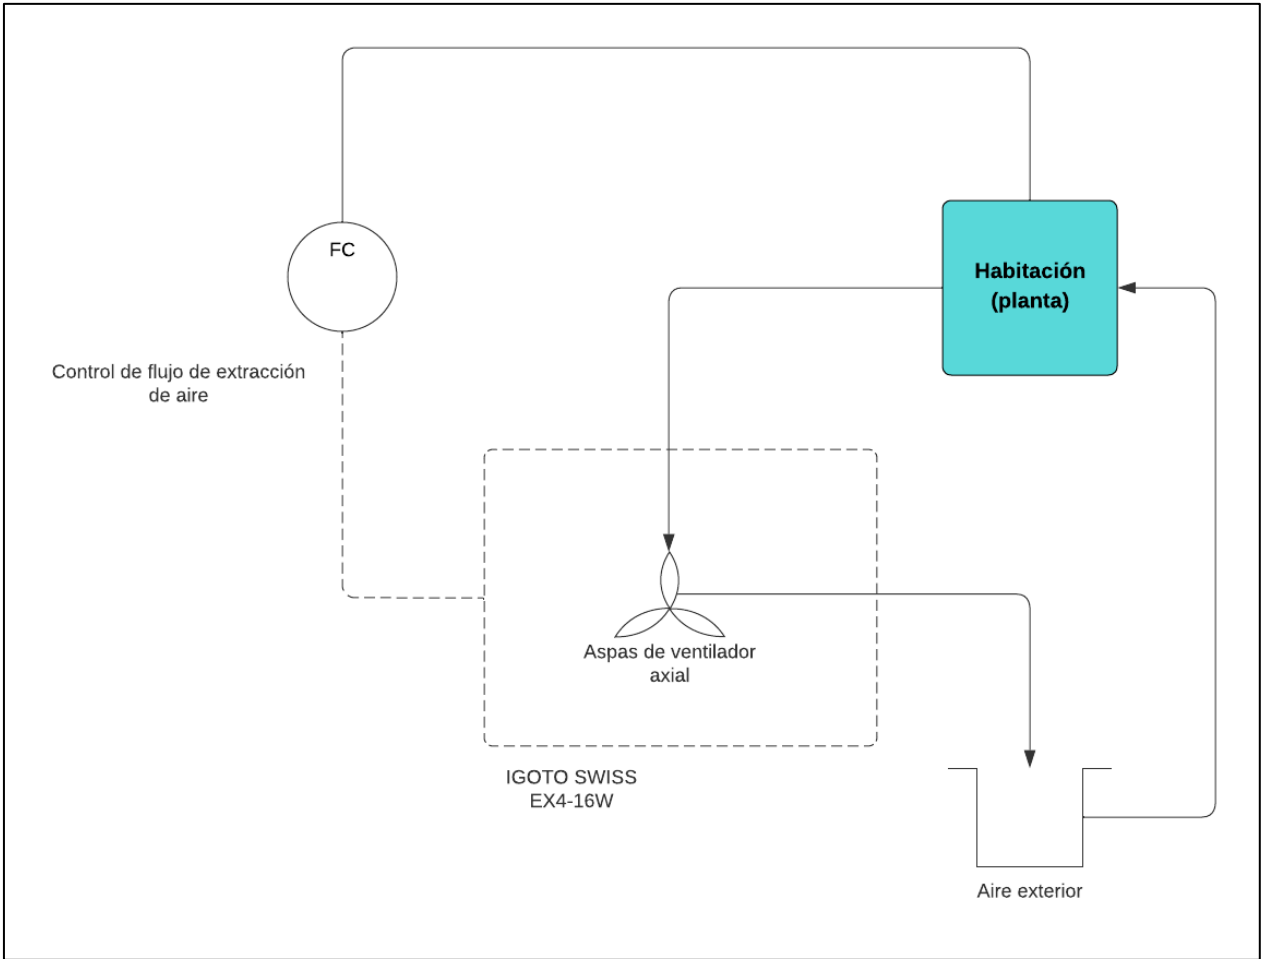 FC
Habitación
(planta)
Control de flujo de extracción
de aire
Aspas de ventilador
axial
IGOTO SWISS
EX4-16W
Aire exterior